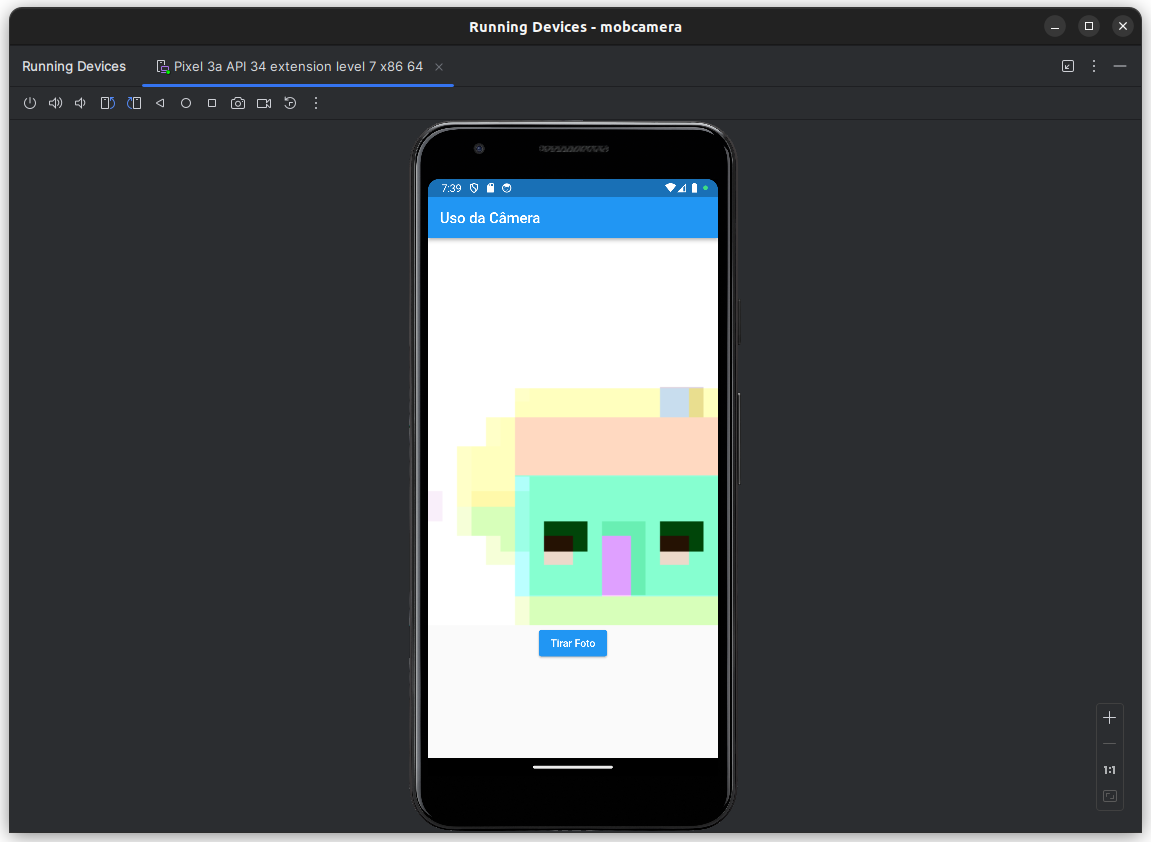 Running Devices - mobcamera
Running Devices
Pixel 3a API 34 extension level 7 x86 64
7:39
Uso da Câmera
Tirar Foto
1:1